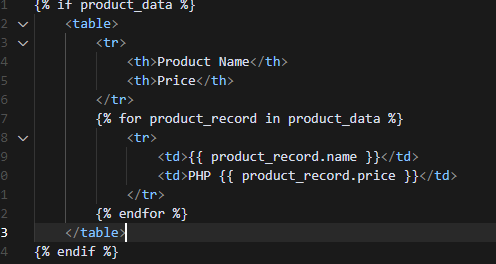 1 {% if product_data %}
2 <table>
3 <tr>
4 <th>Product Name</th>
5 <th>Price</th>
6 </tr>
7 {% for product_record in product_data %}
8 <tr>
9 <td>{{ product_record.name }}</td>
0 <td>PHP {{ product_record.price }}</td>
1 </tr>
2 {% endfor %}
3 </table>
4 {% endif %}